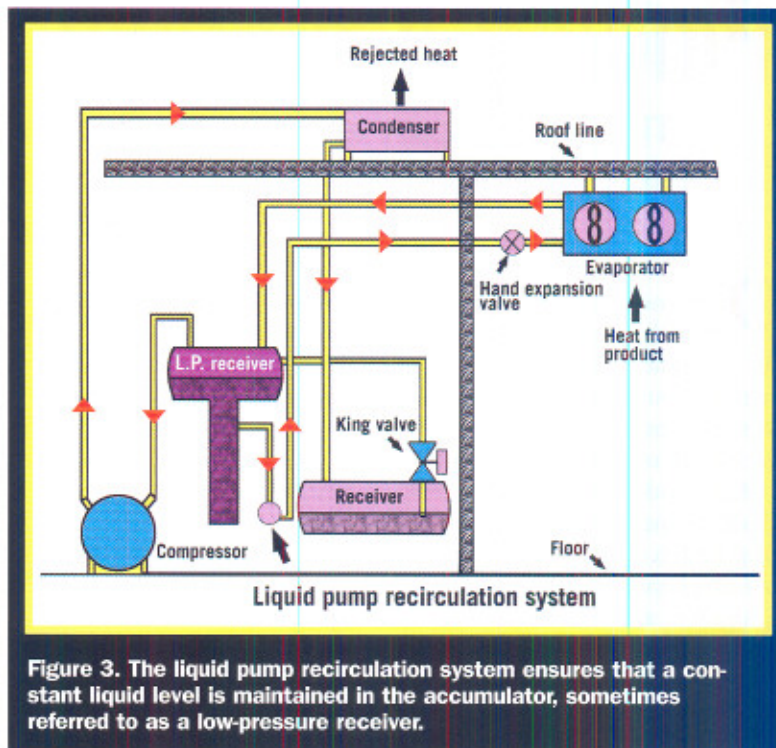 Rejected heat
Condenser
Roof line
Evaporator
Hand expansion
valve
Heat from
product
L.P. receiver
King valve
Receiver
Compressor
Floor
Liquid pump recirculation system
Figure 3. The liquid pump recirculation system ensures that a con-
stant liquid level is maintained in the accumulator, sometimes
referred to as a low-pressure receiver.